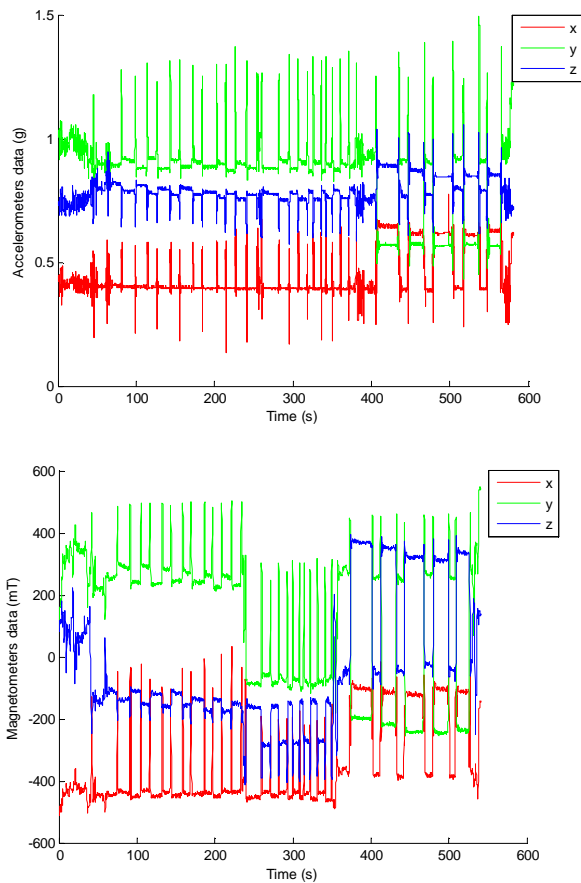 1.5
1
0.5
0
Accelerometers data (g)
0 100 200 300 400 500 600
Time (s)
x
y
z
600
400
200
0
-200
-400
-600
Magnetometers data (mT)
0 100 200 300 400 500 600
Time (s)
x
y
z